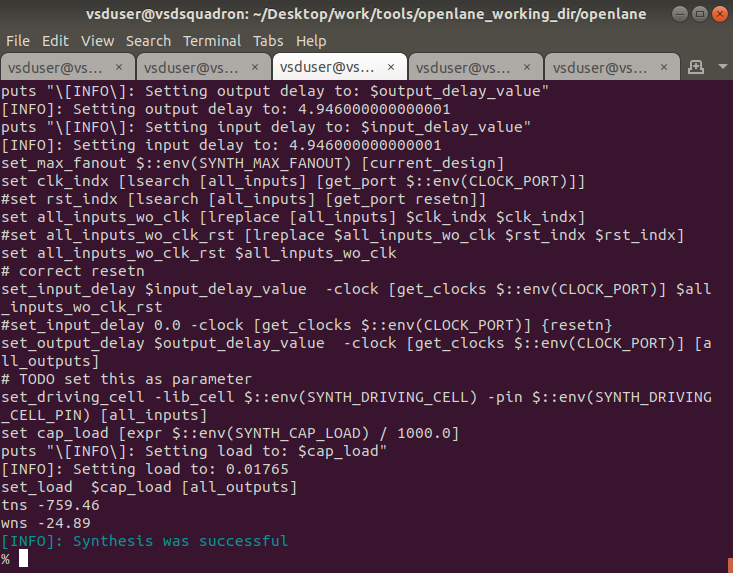 vsduser@vsdsquadron: ~/Desktop/work/tools/openlane_working_dir/openlane
File Edit View Search Terminal Tabs Help
vsduser@vs... × vsduser@vs... × vsduser@vs... × vsduser@vs... × vsduser@vs... ×
puts "\[INFO\]: Setting output delay to: $output_delay_value"
[INFO]: Setting output delay to: 4.946000000000001
puts "\[INFO\]: Setting input delay to: $input_delay_value"
[INFO]: Setting input delay to: 4.946000000000001
set_max_fanout $::env(SYNTH_MAX_FANOUT) [current_design]
set clk_indx [lsearch [all_inputs] [get_port $::env(CLOCK_PORT)]]
#set rst_indx [lsearch [all_inputs] [get_port resetn]]
set all_inputs_wo_clk [lreplace [all_inputs] $clk_indx $clk_indx]
#set all_inputs_wo_clk_rst [lreplace $all_inputs_wo_clk $rst_indx $rst_indx]
set all_inputs_wo_clk_rst $all_inputs_wo_clk
# correct resetn
set_input_delay $input_delay_value  -clock [get_clocks $::env(CLOCK_PORT)] $all
_inputs_wo_clk_rst
#set_input_delay 0.0 -clock [get_clocks $::env(CLOCK_PORT)] {resetn}
set_output_delay $output_delay_value  -clock [get_clocks $::env(CLOCK_PORT)] [a
ll_outputs]
# TODO set this as parameter
set_driving_cell -lib_cell $::env(SYNTH_DRIVING_CELL) -pin $::env(SYNTH_DRIVING
_CELL_PIN) [all_inputs]
set cap_load [expr $::env(SYNTH_CAP_LOAD) / 1000.0]
puts "\[INFO\]: Setting load to: $cap_load"
[INFO]: Setting load to: 0.01765
set_load  $cap_load [all_outputs]
tns -759.46
wns -24.89
[INFO]: Synthesis was successful
%